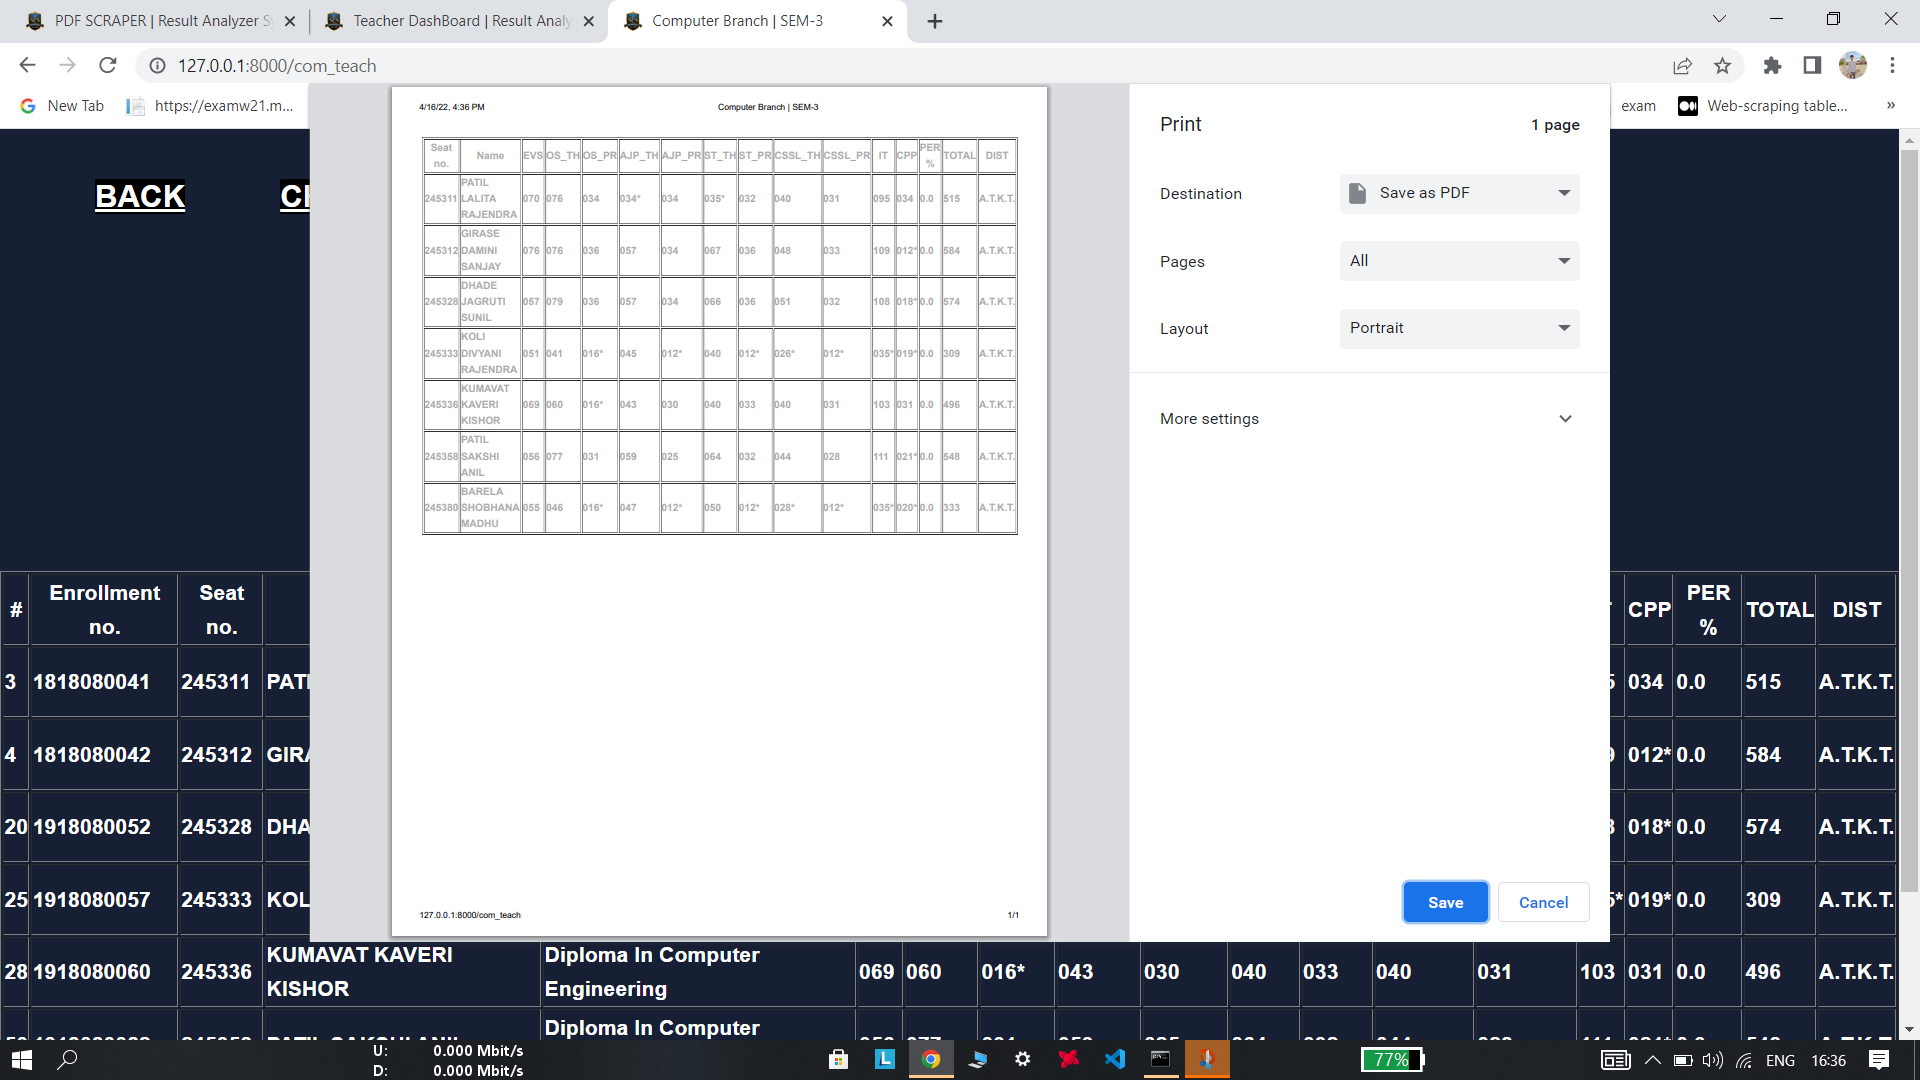 PDF SCRAPER | Result Analyzer S
Teacher DashBoard | Result Analy
Computer Branch | SEM-3
127.0.0.1:8000/com_teach
New Tab
https://examw21.m...
exam
Web-scraping table...
»
BACK
4/16/22, 4:36 PM
Computer Branch | SEM-3
Seat no. Name EVS OS_TH OS_PR AJP_TH AJP_PR ST_TH ST_PR CSSL_TH CSSL_PR IT CPP PER % TOTAL DIST
245311 PATIL LALITA RAJENDRA 070 076 034 034* 034 035* 032 040 031 095 034 0.0 515 A.T.K.T.
245312 GIRASE DAMINI SANJAY 076 076 036 057 034 067 036 048 033 109 012* 0.0 584 A.T.K.T.
245328 DHADE JAGRUTI SUNIL 057 079 036 057 034 066 036 051 032 108 018* 0.0 574 A.T.K.T.
245333 KOLI DIVYANI RAJENDRA 051 041 016* 045 012* 040 012* 026* 012* 035* 019* 0.0 309 A.T.K.T.
245336 KUMAVAT KAVERI KISHOR 069 060 016* 043 030 040 033 040 031 103 031 0.0 496 A.T.K.T.
245358 PATIL SAKSHI ANIL 056 077 031 059 025 064 032 044 028 111 021* 0.0 548 A.T.K.T.
245380 BARELA SHOBHANA MADHU 055 046 016* 047 012* 050 012* 028* 012* 035* 020* 0.0 333 A.T.K.T.
127.0.0.1:8000/com_teach
1/1
Print
1 page
Destination
Save as PDF
Pages
All
Layout
Portrait
More settings
Save
Cancel
# Enrollment no. Seat no. CPP PER % TOTAL DIST
3 1818080041 245311 PATI 034 0.0 515 A.T.K.T.
4 1818080042 245312 GIRA 012* 0.0 584 A.T.K.T.
20 1918080052 245328 DHA 018* 0.0 574 A.T.K.T.
25 1918080057 245333 KOL 019* 0.0 309 A.T.K.T.
28 1918080060 245336 KUMAVAT KAVERI KISHOR Diploma In Computer Engineering 069 060 016* 043 030 040 033 040 031 103 031 0.0 496 A.T.K.T.
Diploma In Computer
U: 0.000 Mbit/s
D: 0.000 Mbit/s
77%
ENG
16:36